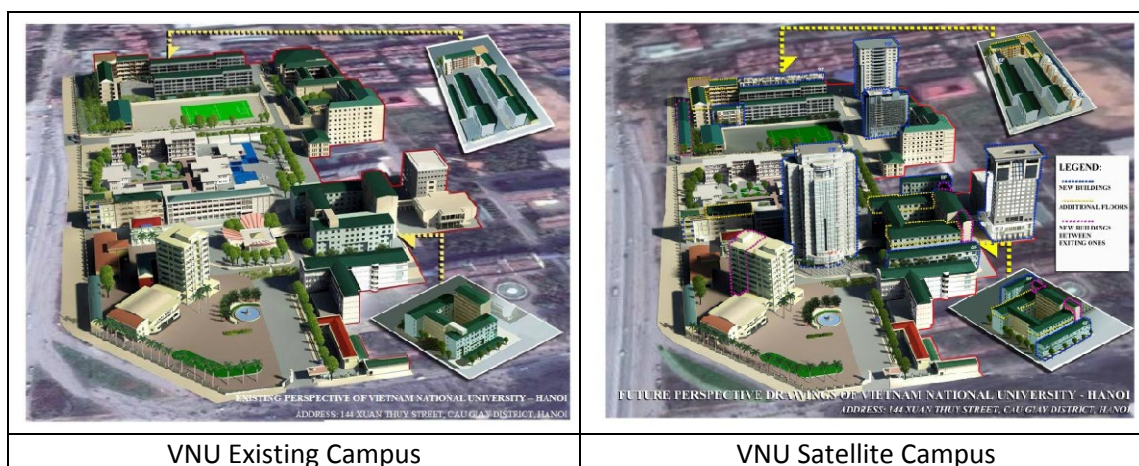 EXISTING PERSPECTIVE OF VIETNAM NATIONAL UNIVERSITY – HANOI
ADDRESS: 144 XUAN THUY STREET, CAU GIAY DISTRICT, HANOI
VNU Existing Campus
LEGEND:
NEW BUILDINGS
ADDITIONAL FLOORS
NEW BUILDINGS
BETWEEN
EXITING ONES
FUTURE PERSPECTIVE DRAWINGS OF VIETNAM NATIONAL UNIVERSITY - HANOI
ADDRESS: 144 XUAN THUY STREET, CAU GIAY DISTRICT, HANOI
VNU Satellite Campus